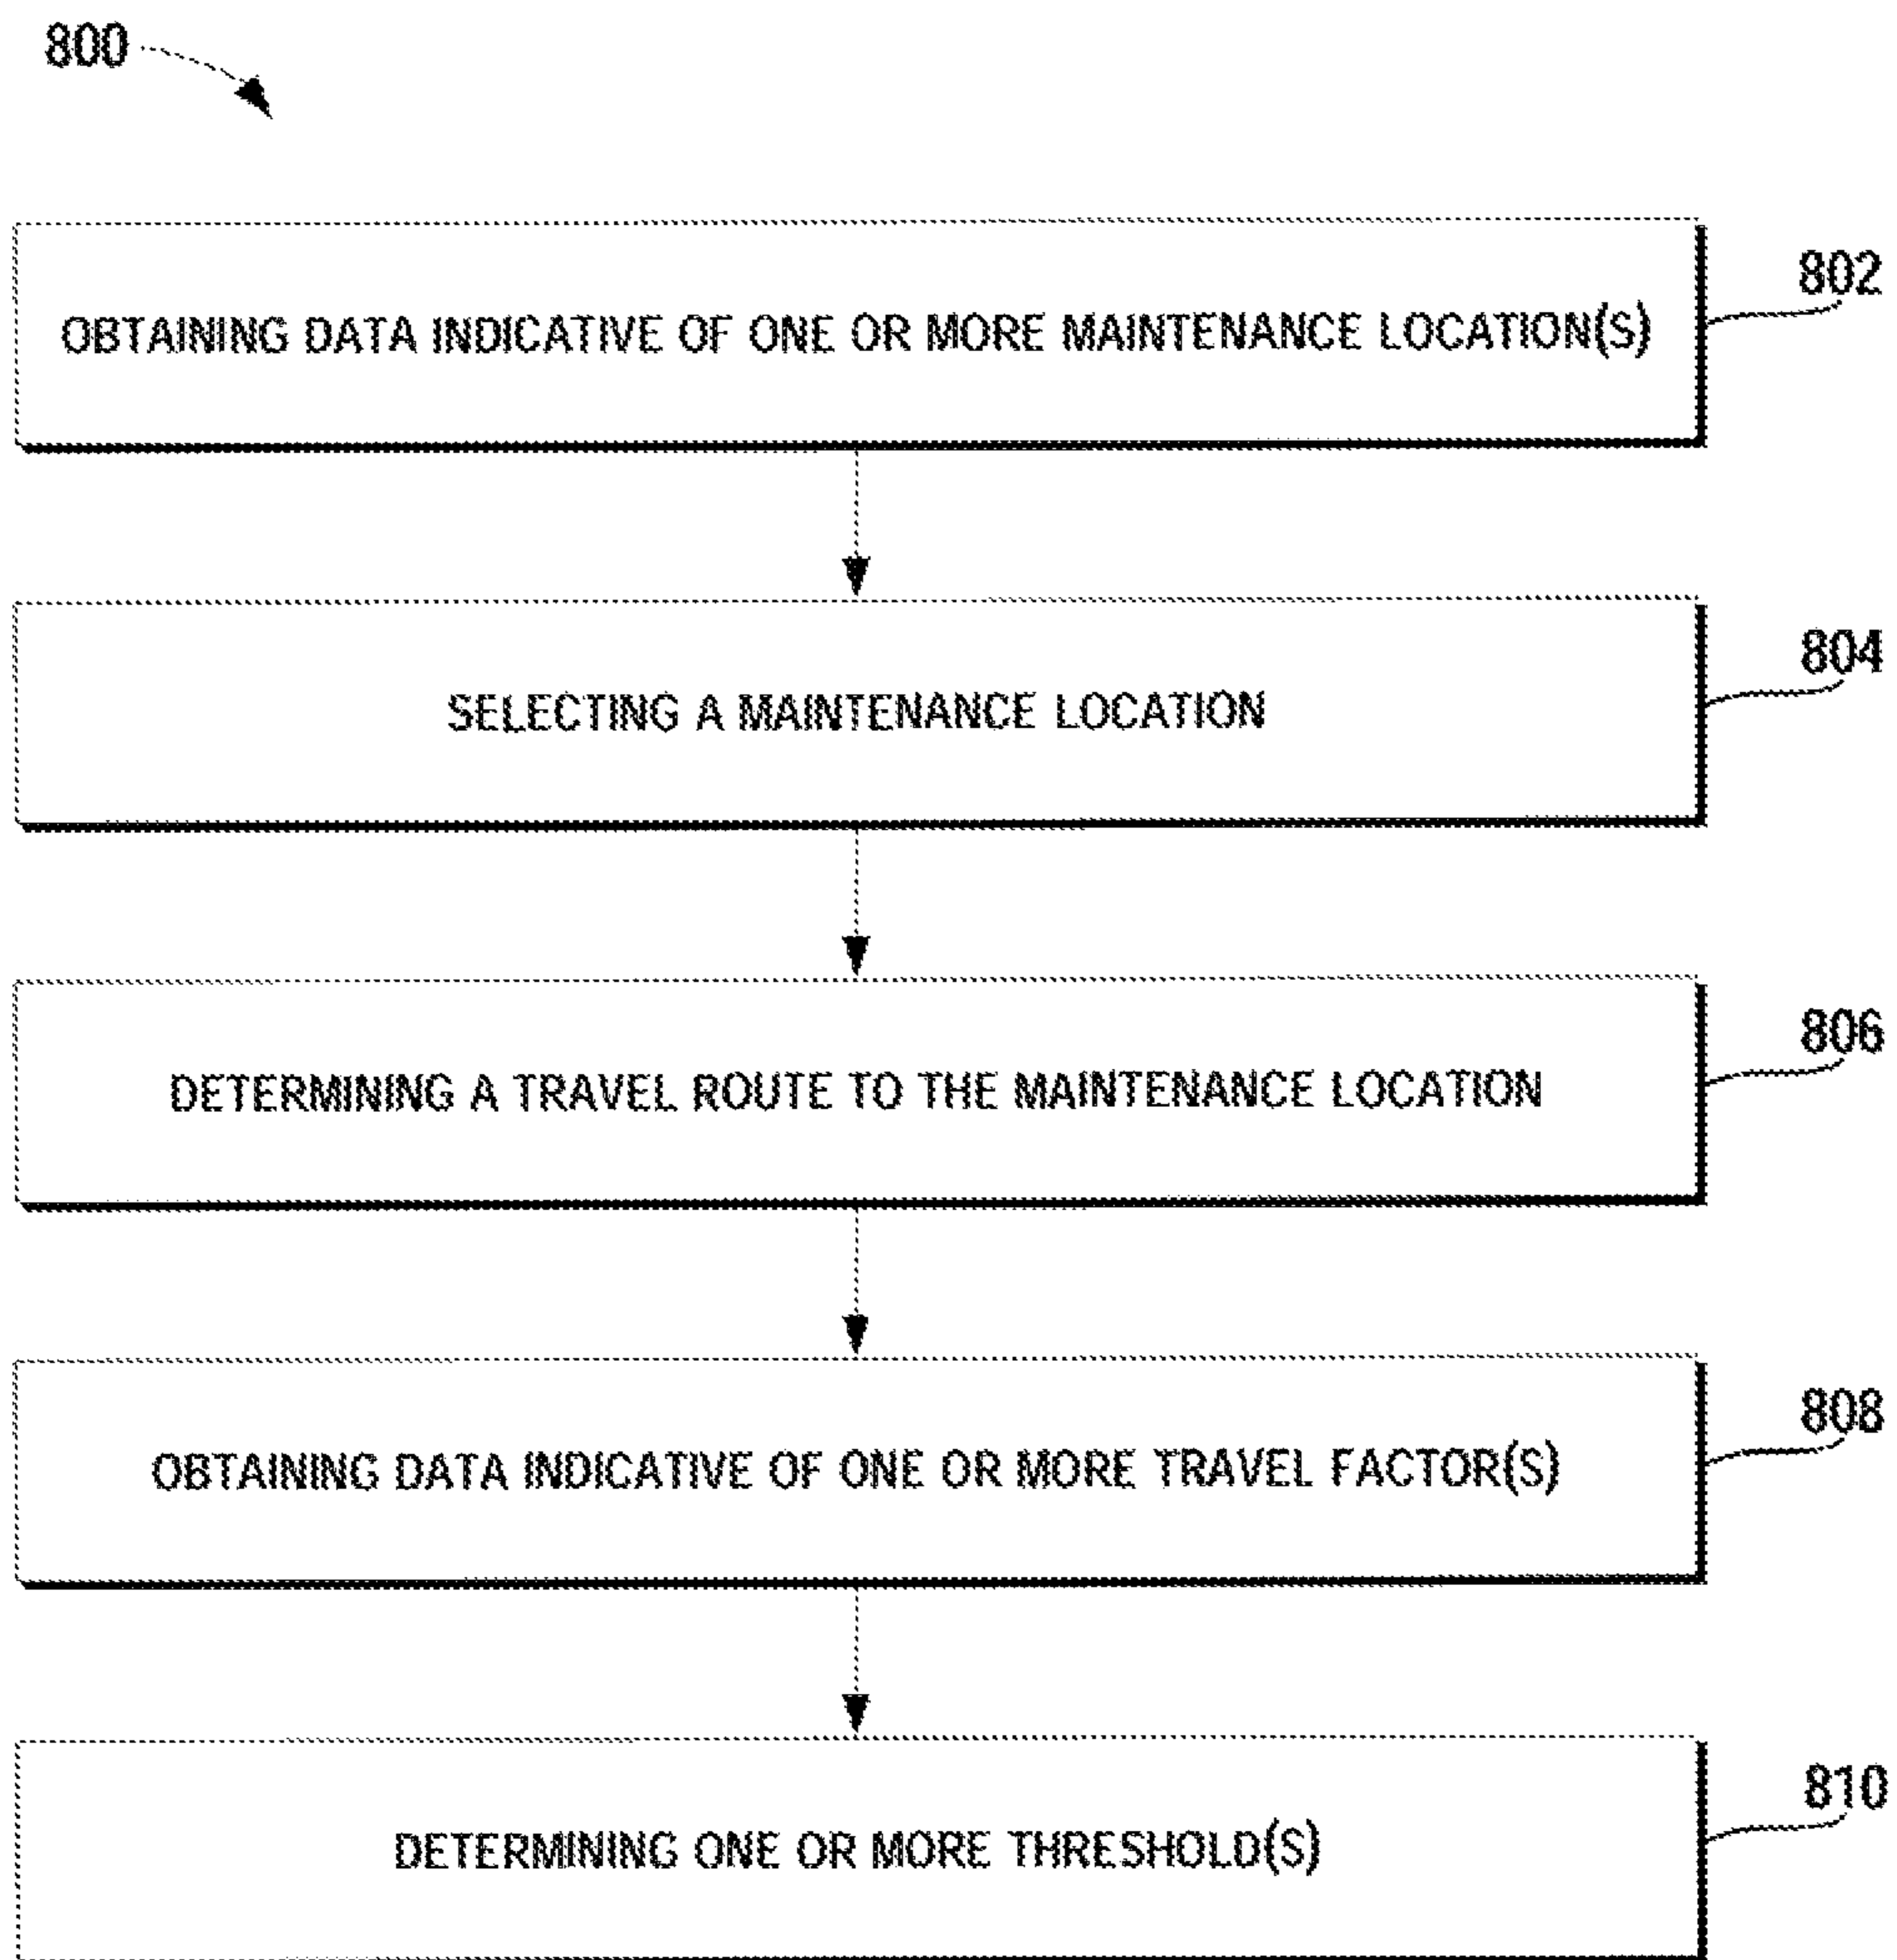 800
OBTAINING DATA INDICATIVE OF ONE OR MORE MAINTENANCE LOCATION(S)
802
SELECTING A MAINTENANCE LOCATION
804
DETERMINING A TRAVEL ROUTE TO THE MAINTENANCE LOCATION
806
OBTAINING DATA INDICATIVE OF ONE OR MORE TRAVEL FACTOR(S)
808
DETERMINING ONE OR MORE THRESHOLD(S)
810